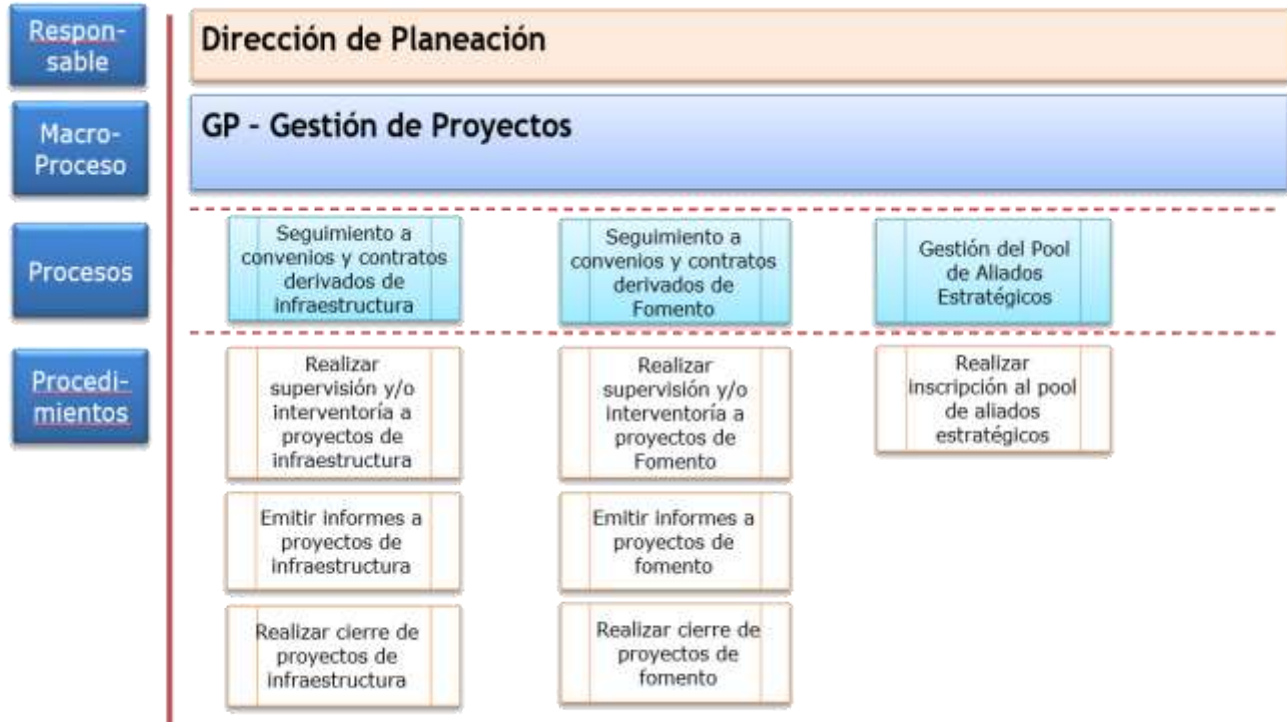 Respon-
sable
Dirección de Planeación
Macro-
Proceso
GP - Gestión de Proyectos
Procesos
Seguimiento a
convenios y contratos
derivados de
infraestructura
Seguimiento a
convenios y contratos
derivados de
Fomento
Gestión del Pool
de Aliados
Estratégicos
Procedi-
mientos
Realizar
supervisión y/o
interventoría a
proyectos de
infraestructura
Realizar
supervisión y/o
interventoría a
proyectos de
Fomento
Realizar
inscripción al pool
de aliados
estratégicos
Emitir informes a
proyectos de
infraestructura
Emitir informes a
proyectos de
fomento
Realizar cierre de
proyectos de
infraestructura
Realizar cierre de
proyectos de
fomento